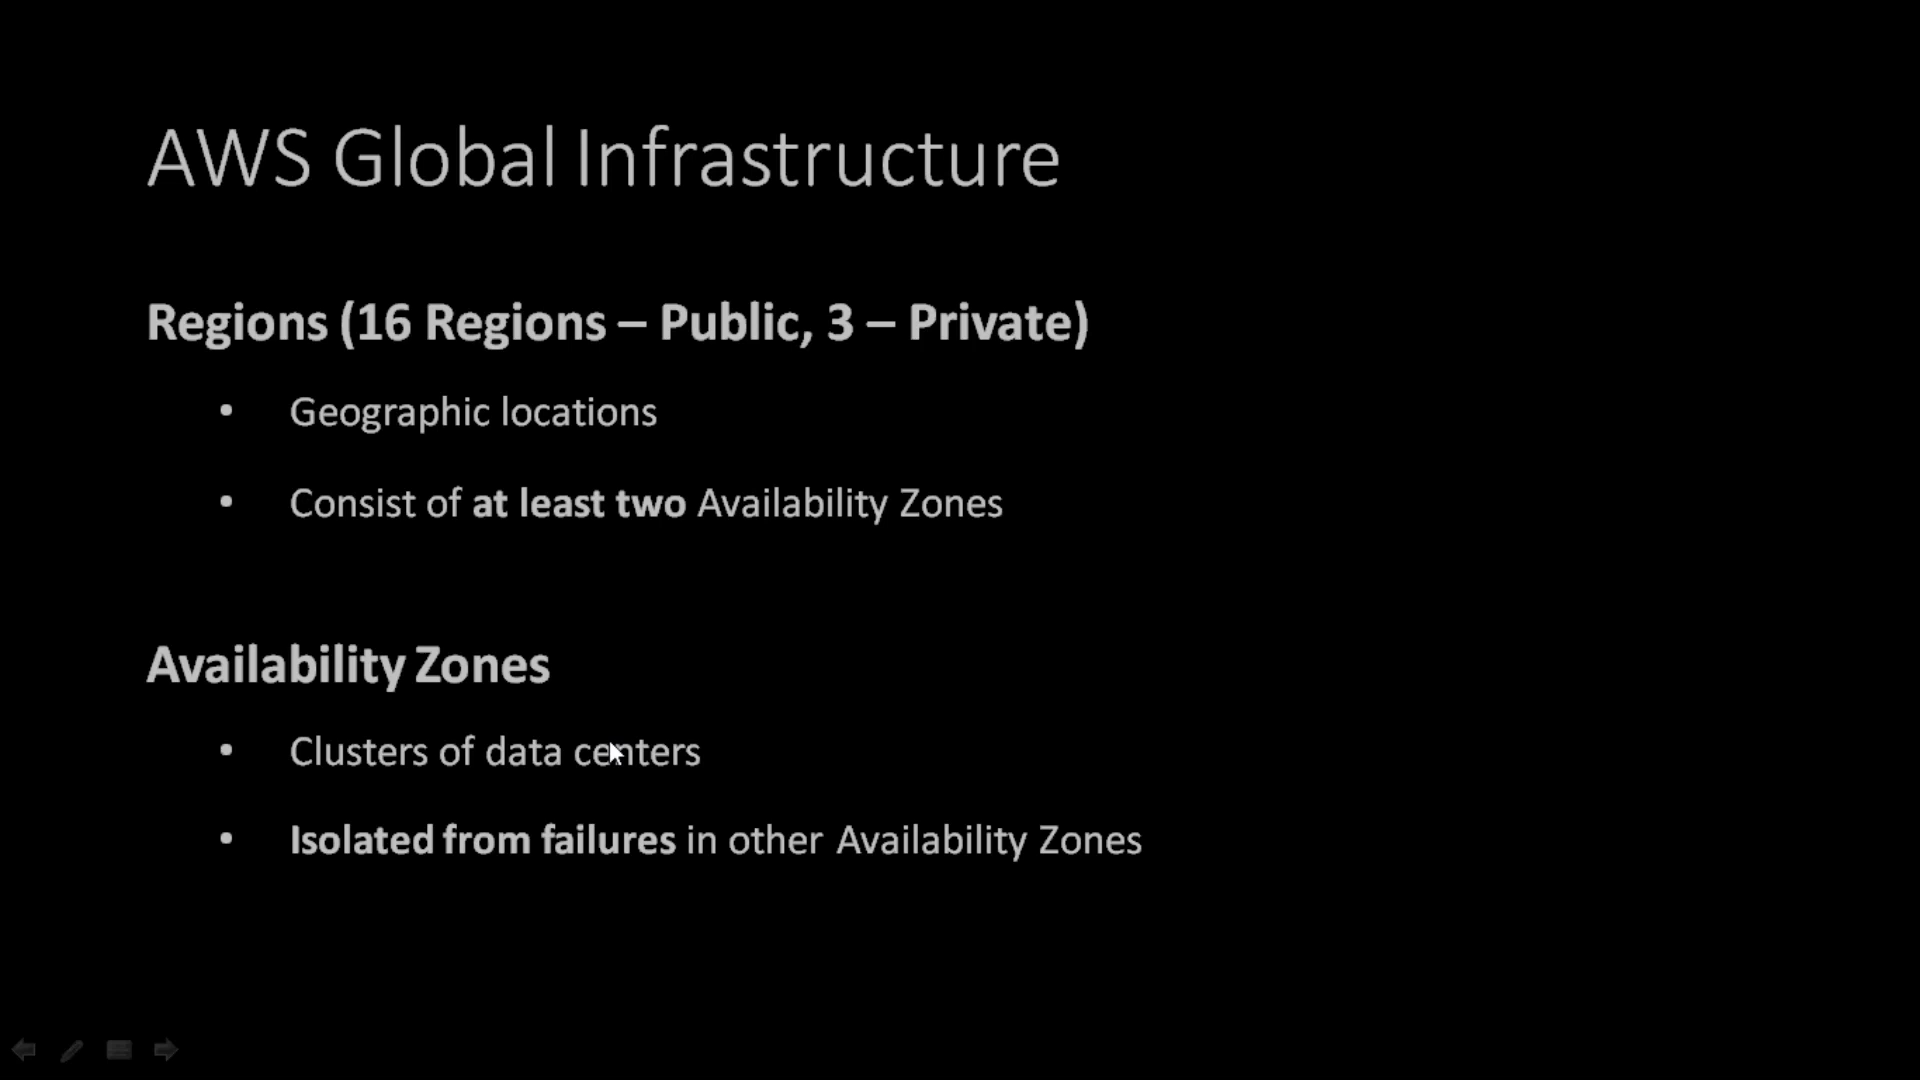 AWS Global Infrastructure
Regions (16 Regions – Public, 3 – Private)
• Geographic locations
• Consist of at least two Availability Zones
Availability Zones
• Clusters of data centers
• Isolated from failures in other Availability Zones